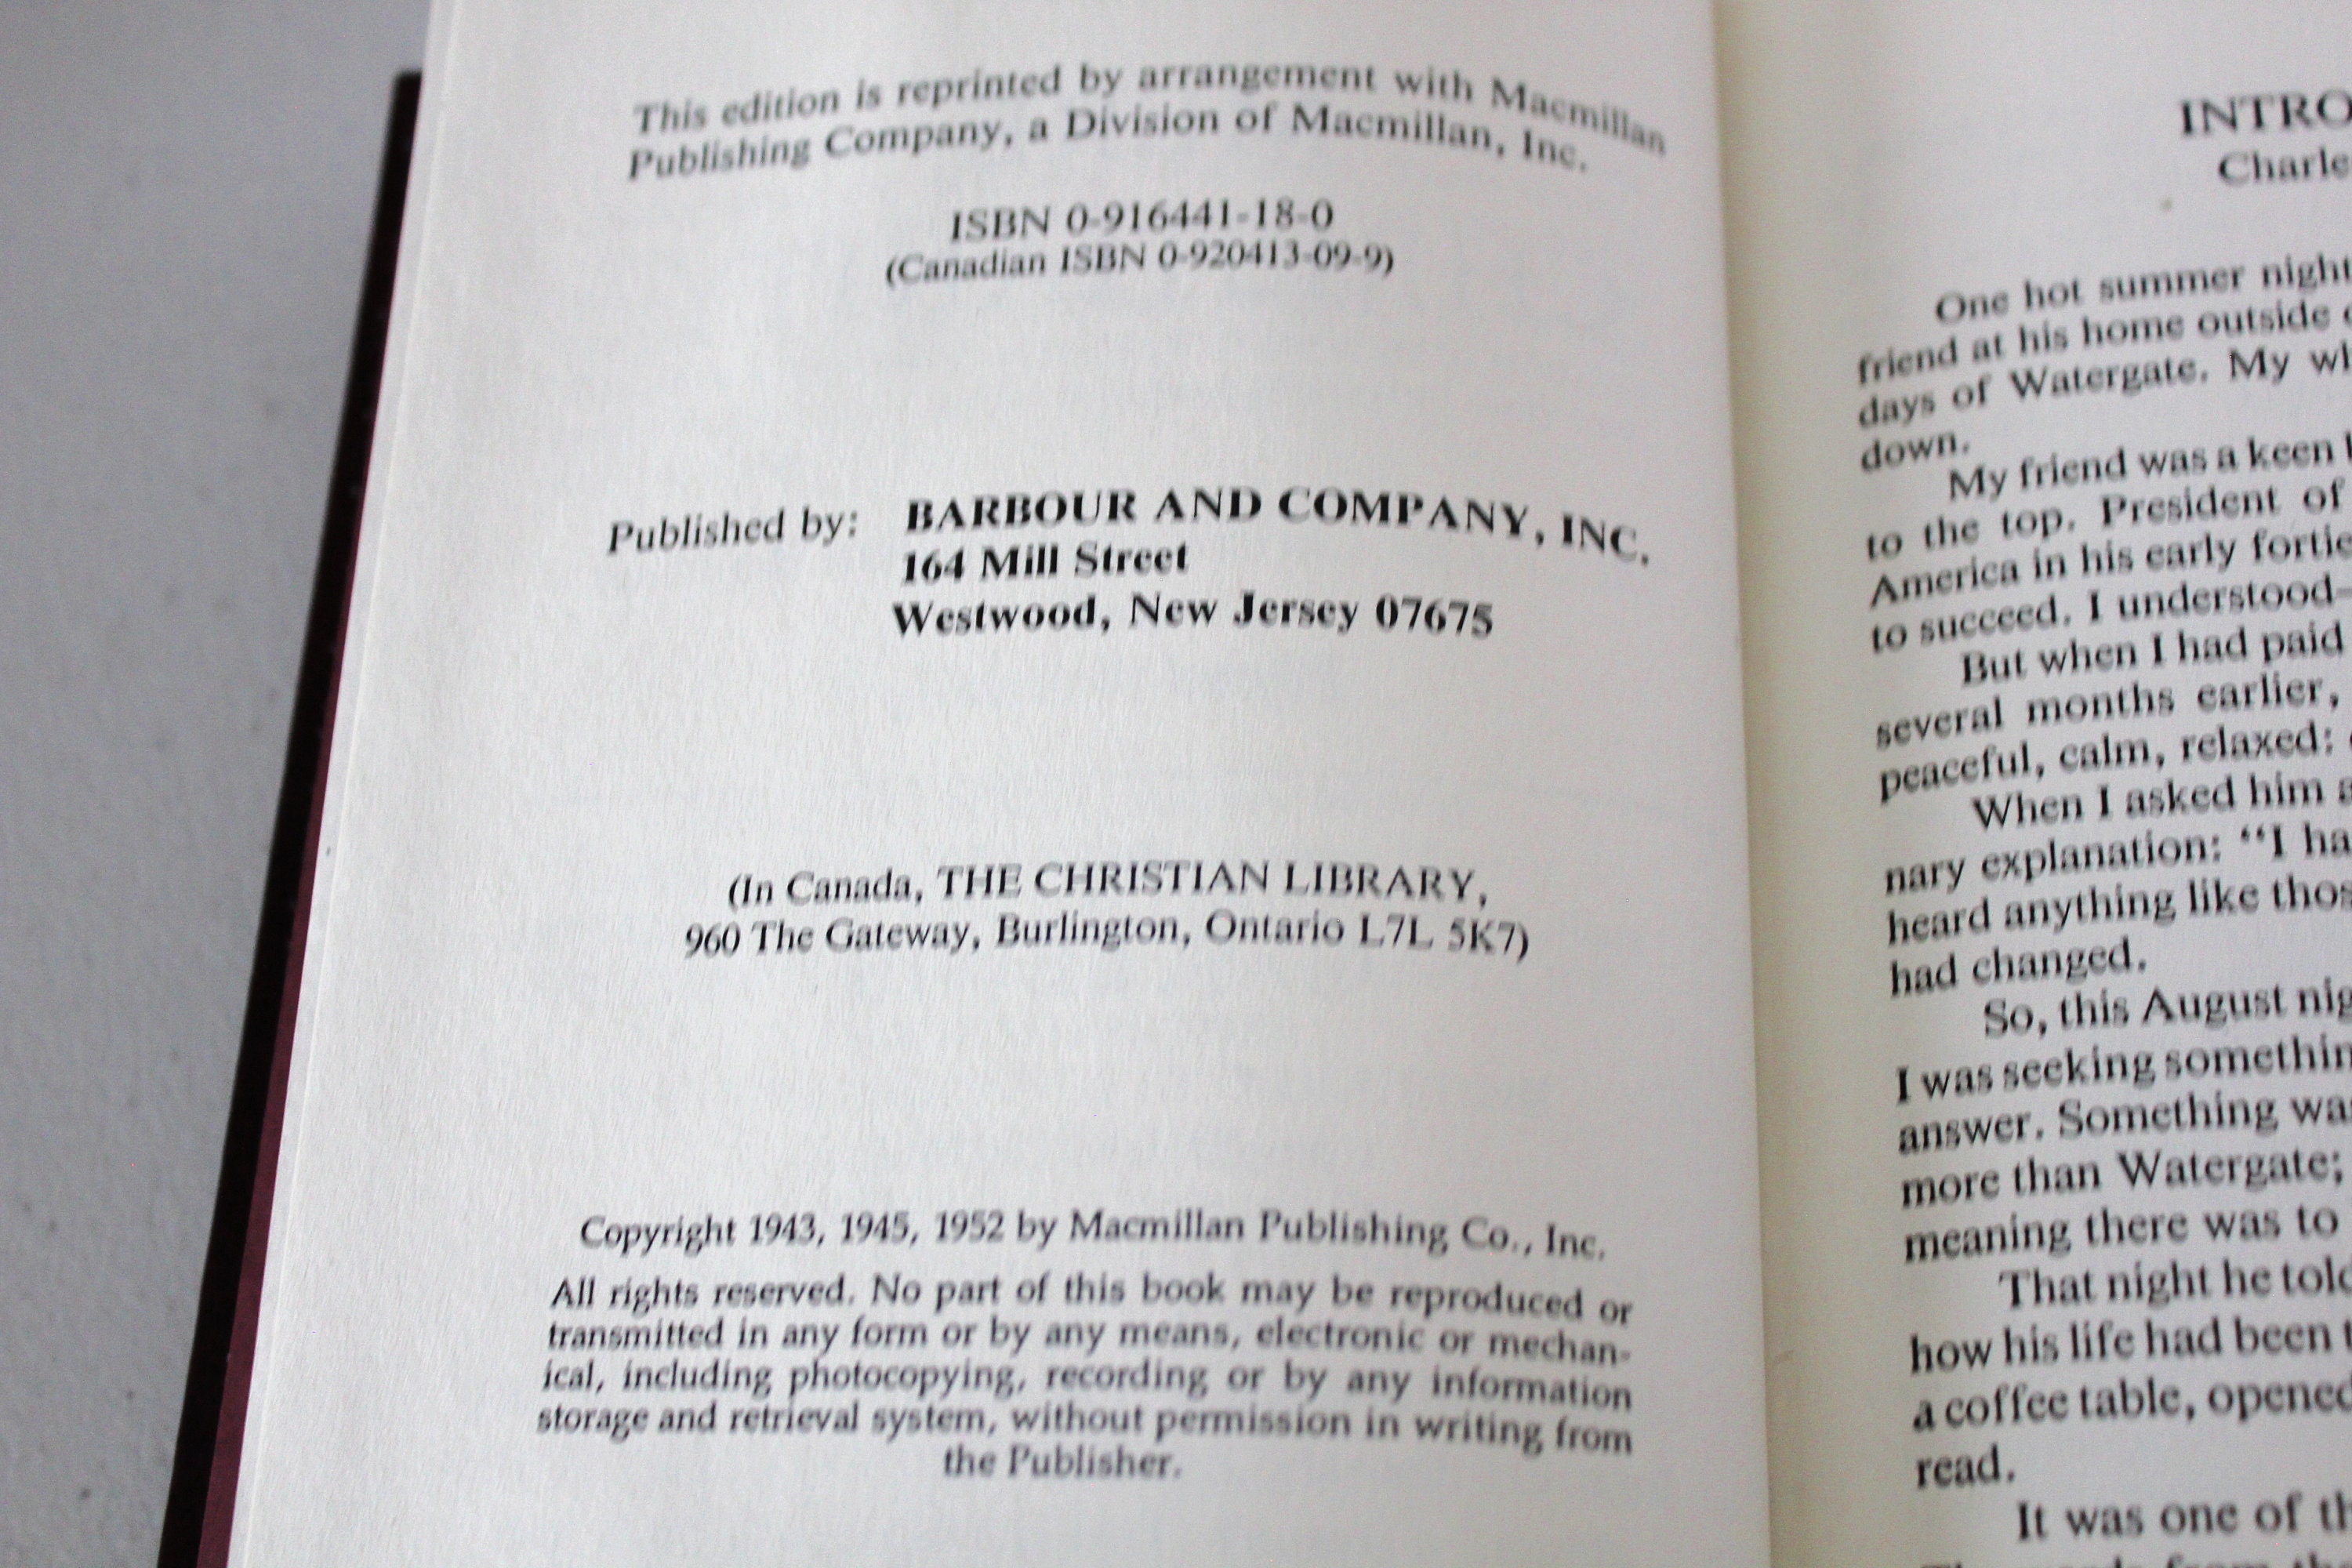 This edition is reprinted by arrangement with Macmillan
Publishing Company, a Division of Macmillan, Inc.
ISBN 0-916441-18-0
(Canadian ISBN 0-920413-09-9)
Published by: BARBOUR AND COMPANY, INC.
164 Mill Street
Westwood, New Jersey 07675
(In Canada, THE CHRISTIAN LIBRARY,
960 The Gateway, Burlington, Ontario L7L 5K7)
Copyright 1943, 1945, 1952 by Macmillan Publishing Co., Inc.
All rights reserved. No part of this book may be reproduced or
transmitted in any form or by any means, electronic or mechan-
ical, including photocopying, recording or by any information
storage and retrieval system, without permission in writing from
the Publisher.
INTRO
Charle
One hot summer night
friend at his home outside
days of Watergate. My wh
down.
My friend was a keen
to the top. President of
America in his early fortie
to succeed. I understood—
But when I had paid
several months earlier,
peaceful, calm, relaxed:
When I asked him
nary explanation: “I ha
heard anything like thos
had changed.
So, this August nig
I was seeking somethin
answer. Something was
more than Watergate;
meaning there was to
That night he told
how his life had been
a coffee table, opened
read.
It was one of th